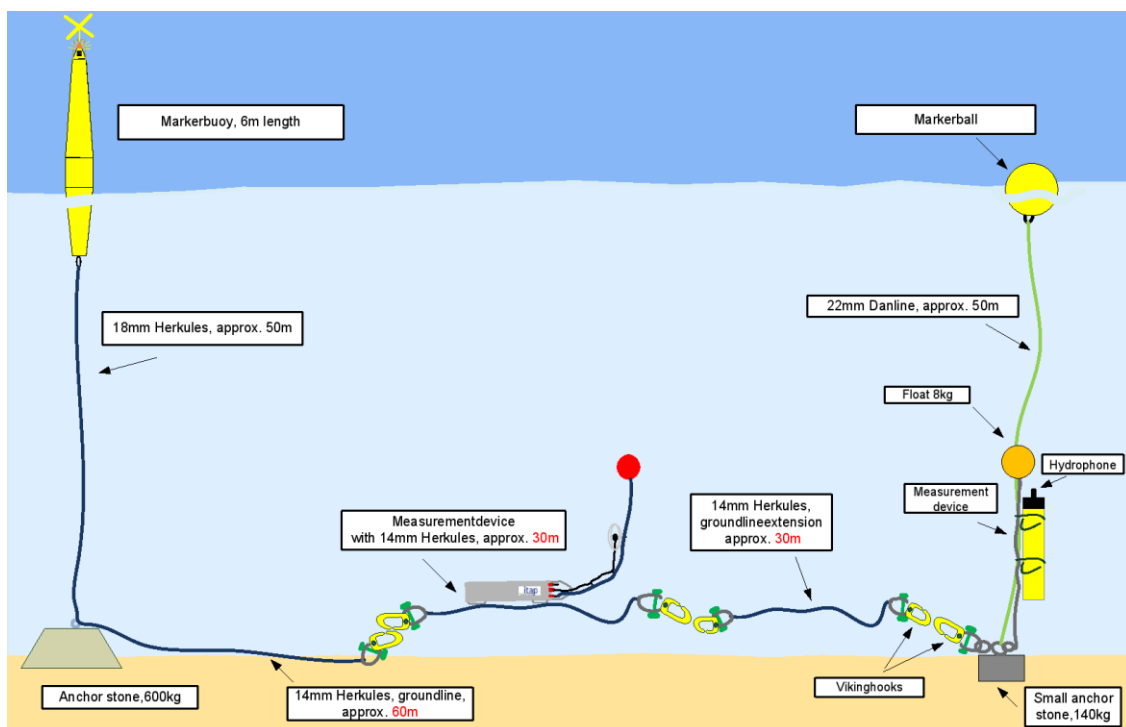 Markerbuoy, 6m length
Markerball
18mm Herkules, approx. 50m
22mm Danline, approx. 50m
Float 8kg
Hydrophone
Measurement
device
Measurementdevice
with 14mm Herkules, approx. 30m
14mm Herkules,
groundlineextension
approx. 30m
itap
Anchor stone,600kg
14mm Herkules, groundline,
approx. 60m
Vikinghooks
Small anchor
stone,140kg